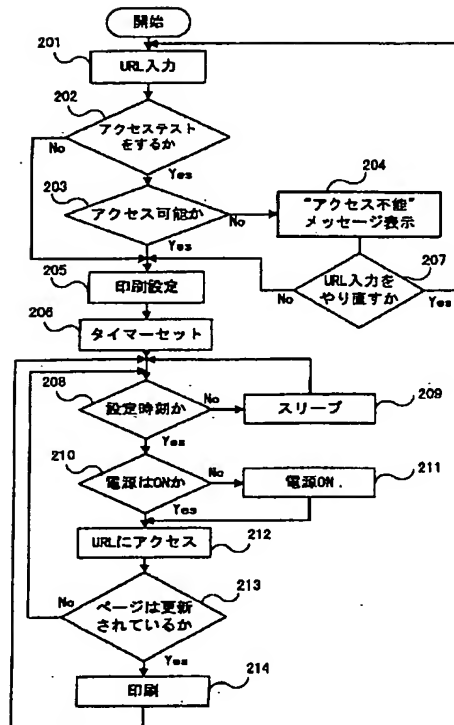 開始
201
URL入力
202
アクセステスト
をするか
No
Yes
203
204
アクセス可能か
No
"アクセス不能"
メッセージ表示
Yes
205
207
印刷設定
URL入力を
やり直すか
No
Yes
206
タイマーセット
208
設定時刻か
No
スリープ
209
Yes
210
電源はONか
No
電源ON
211
Yes
URLにアクセス
212
213
No
ページは更新
されているか
Yes
印刷
214